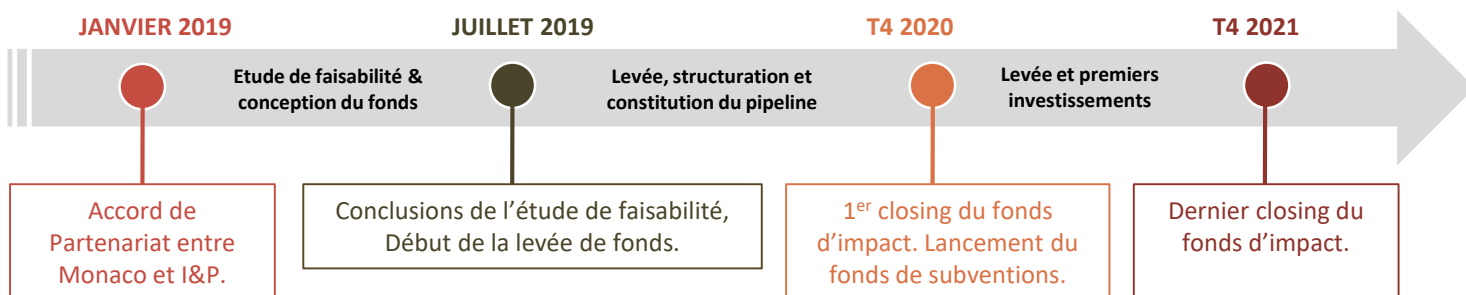 JANVIER 2019
JUILLET 2019
T4 2020
T4 2021
Etude de faisabilité &
conception du fonds
Levée, structuration et
constitution du pipeline
Levée et premiers
investissements
Accord de
Partenariat entre
Monaco et I&P.
Conclusions de l'étude de faisabilité,
Début de la levée de fonds.
1er closing du fonds
d'impact. Lancement du
fonds de subventions.
Dernier closing du
fonds d'impact.